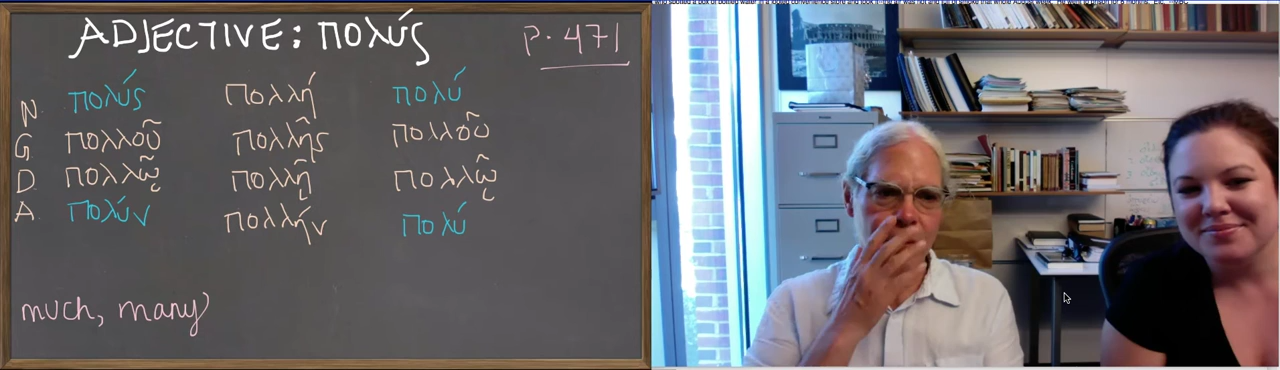 ADJECTIVE: πολύς
p. 471
N πολύς πολλή πολύ
G πολλοῦ πολλῆς πολλοῦ
D πολλῷ πολλῇ πολλῷ
A πολύν πολλήν πολύ
much, many